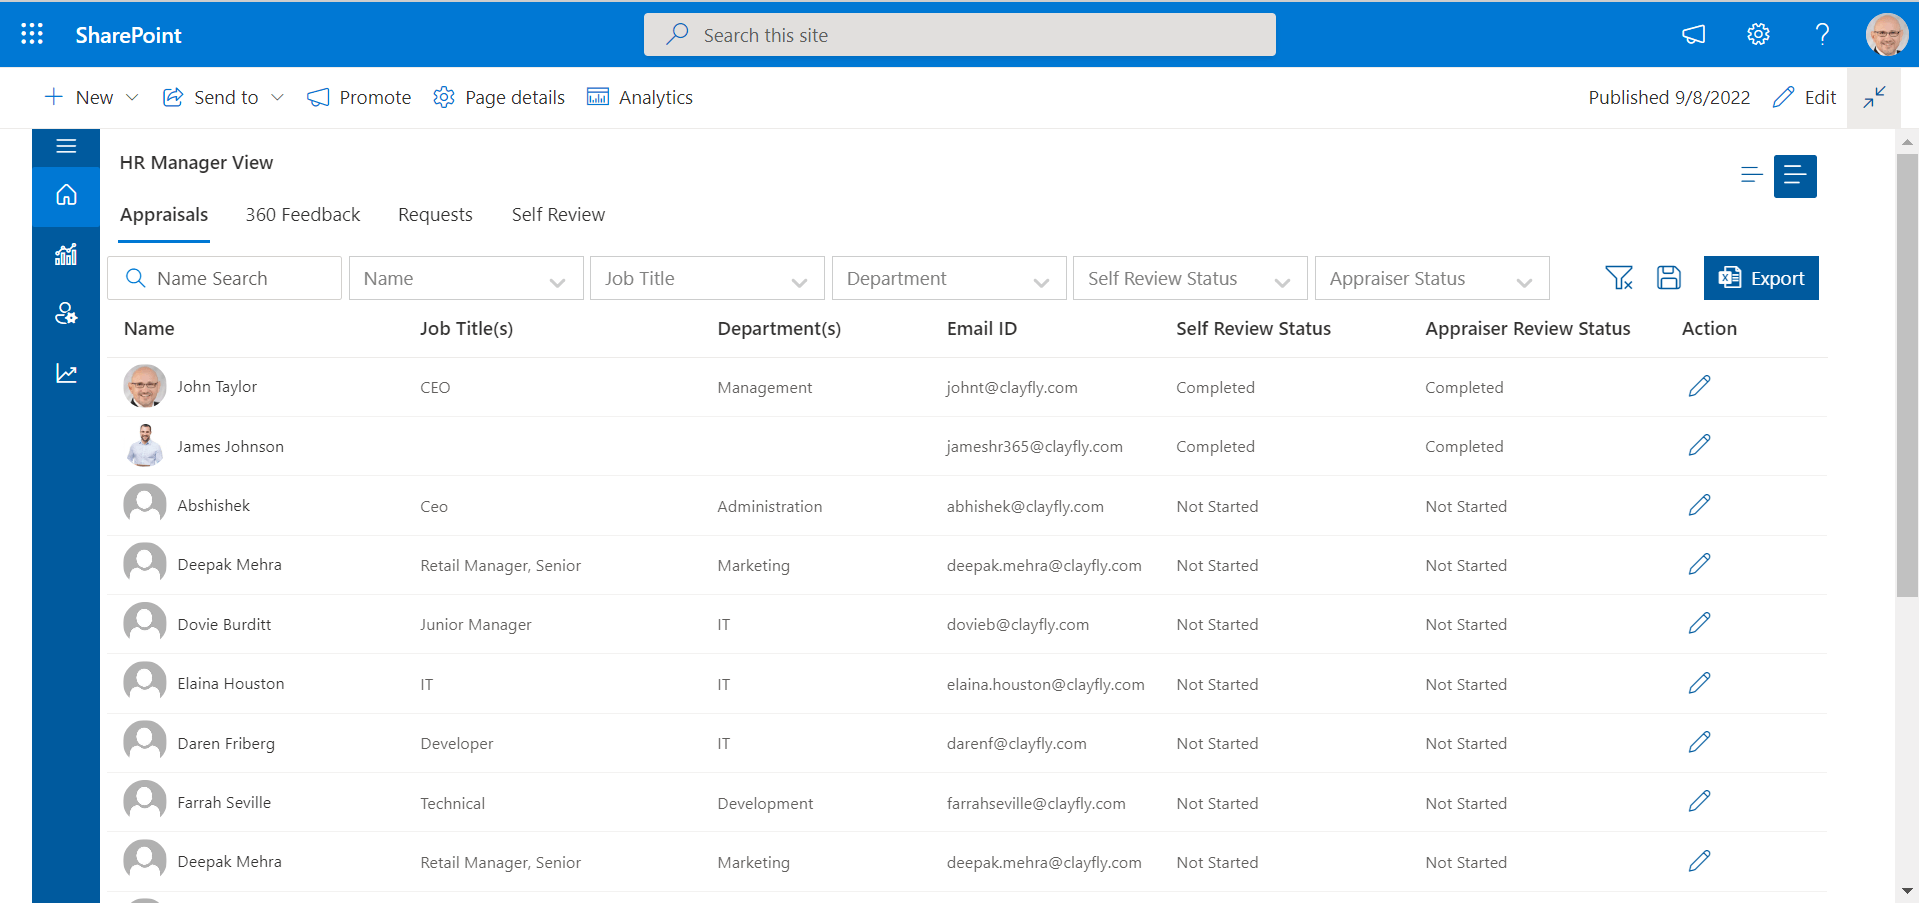 SharePoint
Search this site
New Send to Promote Page details Analytics Published 9/8/2022 Edit
HR Manager View
Appraisals 360 Feedback Requests Self Review
Name Search Name Job Title Department Self Review Status Appraiser Status Export
Name Job Title(s) Department(s) Email ID Self Review Status Appraiser Review Status Action
John Taylor CEO Management johnt@clayfly.com Completed Completed
James Johnson jameshr365@clayfly.com Completed Completed
Abshishek Ceo Administration abhishek@clayfly.com Not Started Not Started
Deepak Mehra Retail Manager, Senior Marketing deepak.mehra@clayfly.com Not Started Not Started
Dovie Burditt Junior Manager IT dovieb@clayfly.com Not Started Not Started
Elaina Houston IT IT elaina.houston@clayfly.com Not Started Not Started
Daren Friberg Developer IT darenf@clayfly.com Not Started Not Started
Farrah Seville Technical Development farrahseville@clayfly.com Not Started Not Started
Deepak Mehra Retail Manager, Senior Marketing deepak.mehra@clayfly.com Not Started Not Started